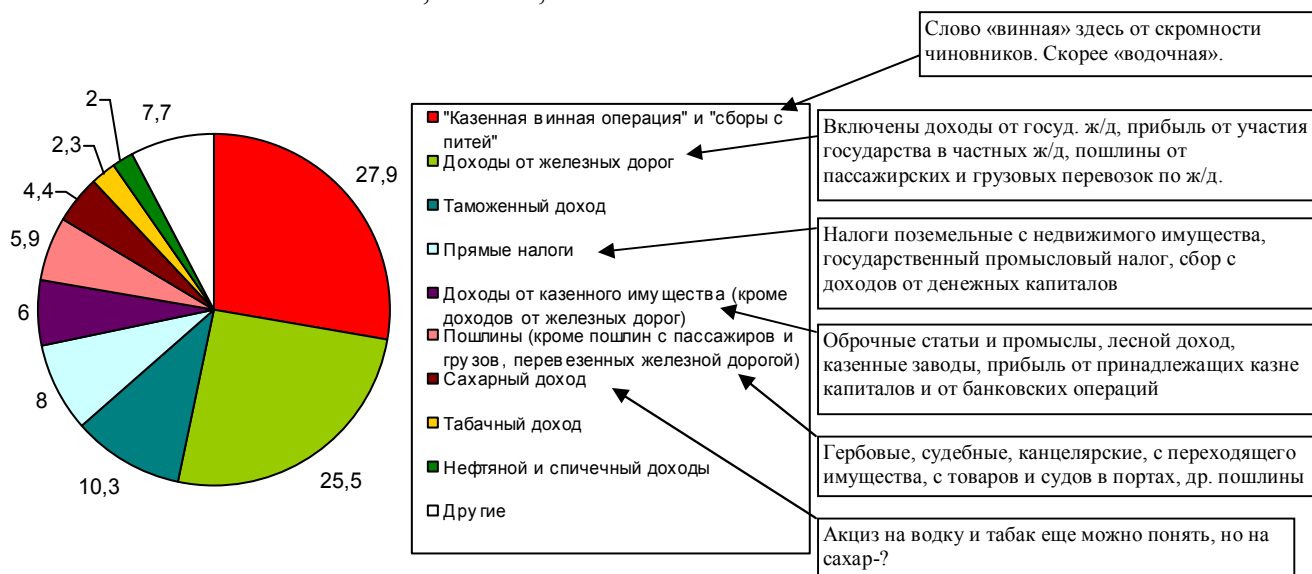 Слово «винная» здесь от скромности
чиновников. Скорее «водочная».
2
7,7
2,3
4,4
5,9
6
8
10,3
25,5
27,9
"Казенная винная операция" и "сборы с
питей"
Доходы от железных дорог
Таможенный доход
Прямые налоги
Доходы от казенного имущества (кроме
доходов от железных дорог)
Пошлины (кроме пошлин с пассажиров и
грузов, перевезенных железной дорогой)
Сахарный доход
Табачный доход
Нефтяной и спичечный доходы
Другие
Включены доходы от госуд. ж/д, прибыль от участия
государства в частных ж/д, пошлины от
пассажирских и грузовых перевозок по ж/д.
Налоги поземельные с недвижимого имущества,
государственный промысловый налог, сбор с
доходов от денежных капиталов
Оброчные статьи и промыслы, лесной доход,
казенные заводы, прибыль от принадлежащих казне
капиталов и от банковских операций
Гербовые, судебные, канцелярские, с переходящего
имущества, с товаров и судов в портах, др. пошлины
Акциз на водку и табак еще можно понять, но на
сахар-?